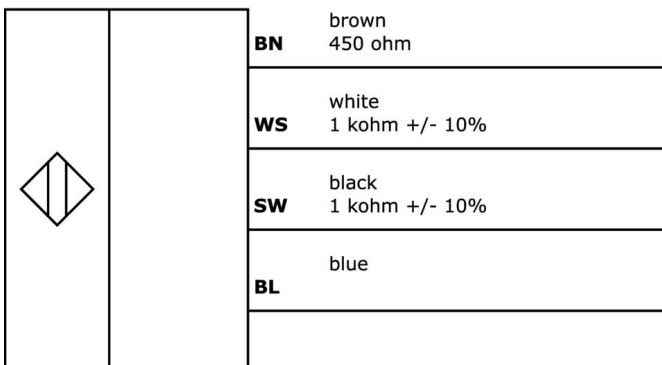 brown
BN 450 ohm
white
WS 1 kohm +/- 10%
black
SW 1 kohm +/- 10%
blue
BL